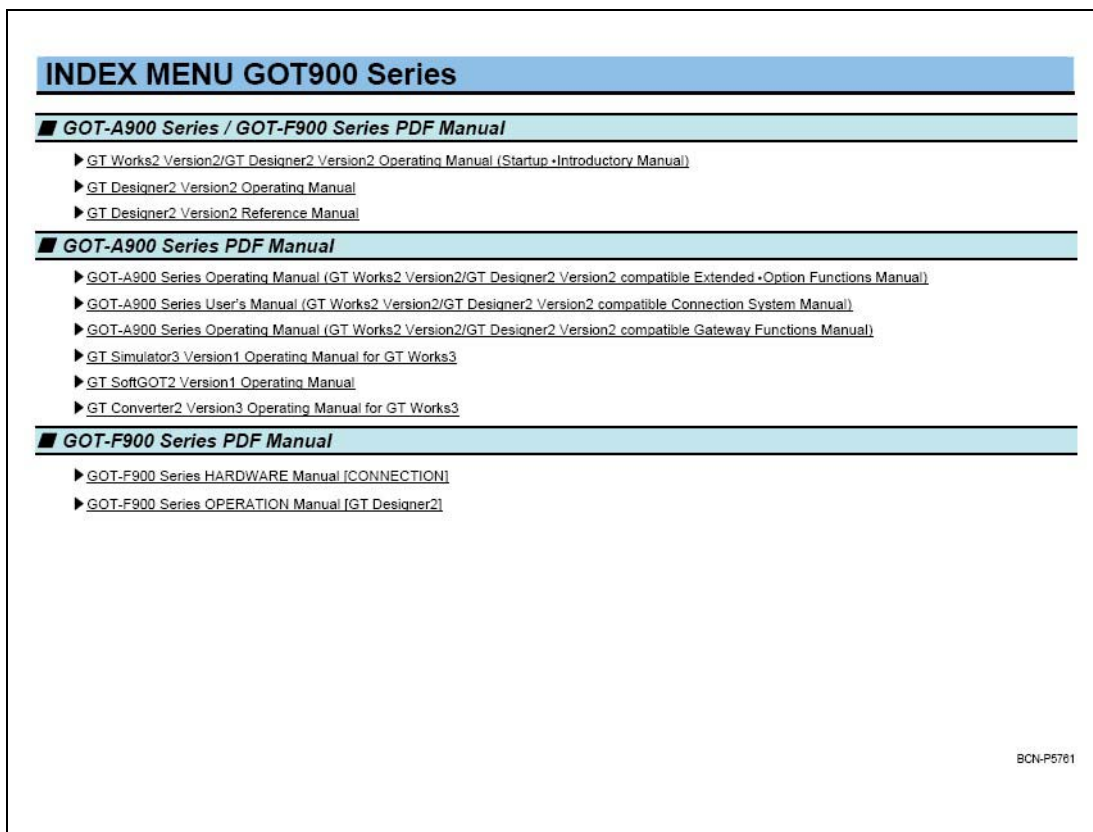 INDEX MENU GOT900 Series
■ GOT-A900 Series / GOT-F900 Series PDF Manual
▶ GT Works2 Version2/GT Designer2 Version2 Operating Manual (Startup •Introductory Manual)
▶ GT Designer2 Version2 Operating Manual
▶ GT Designer2 Version2 Reference Manual
■ GOT-A900 Series PDF Manual
▶ GOT-A900 Series Operating Manual (GT Works2 Version2/GT Designer2 Version2 compatible Extended •Option Functions Manual)
▶ GOT-A900 Series User's Manual (GT Works2 Version2/GT Designer2 Version2 compatible Connection System Manual)
▶ GOT-A900 Series Operating Manual (GT Works2 Version2/GT Designer2 Version2 compatible Gateway Functions Manual)
▶ GT Simulator3 Version1 Operating Manual for GT Works3
▶ GT SoftGOT2 Version1 Operating Manual
▶ GT Converter2 Version3 Operating Manual for GT Works3
■ GOT-F900 Series PDF Manual
▶ GOT-F900 Series HARDWARE Manual [CONNECTION]
▶ GOT-F900 Series OPERATION Manual [GT Designer2]
BCN-P5761